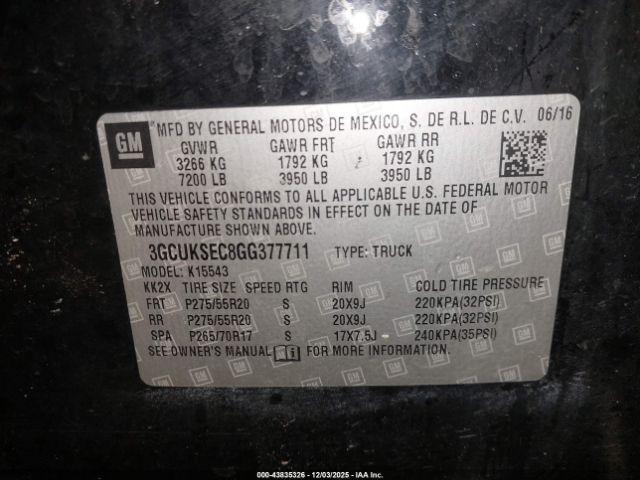 GM "MFD BY GENERAL MOTORS DE MEXICO, S. DE R.L. DE C.V. 06/16
GVWR GAWR FRT GAWR RR
3266 KG 1792 KG 1792 KG
7200 LB 3950 LB 3950 LB
THIS VEHICLE CONFORMS TO ALL APPLICABLE U.S. FEDERAL MOTOR
VEHICLE SAFETY STANDARDS IN EFFECT ON THE DATE OF
MANUFACTURE SHOWN ABOVE.
3GCUKSEC8GG377711 TYPE: TRUCK
MODEL: K15543
KK2X TIRE SIZE SPEED RTG RIM COLD TIRE PRESSURE
FRT P275/55R20 S 20X9J 220KPA(32PSI)
RR P275/55R20 S 20X9J 220KPA(32PSI)
SPA P265/70R17 S 17X7.5J 240KPA(35PSI)
SEE OWNER'S MANUAL FOR MORE INFORMATION.
000-43835326 - 12/03/2025 - IAAI.COM